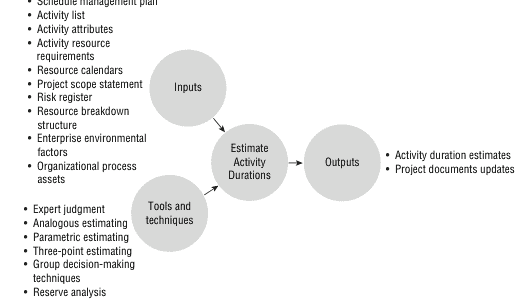 • Schedule management plan
• Activity list
• Activity attributes
• Activity resource
requirements
• Resource calendars
• Project scope statement
• Risk register
• Resource breakdown
structure
• Enterprise environmental
factors
• Organizational process
assets
Inputs
Estimate
Activity
Durations
Outputs
• Activity duration estimates
• Project documents updates
Tools and
techniques
• Expert judgment
• Analogous estimating
• Parametric estimating
• Three-point estimating
• Group decision-making
techniques
• Reserve analysis